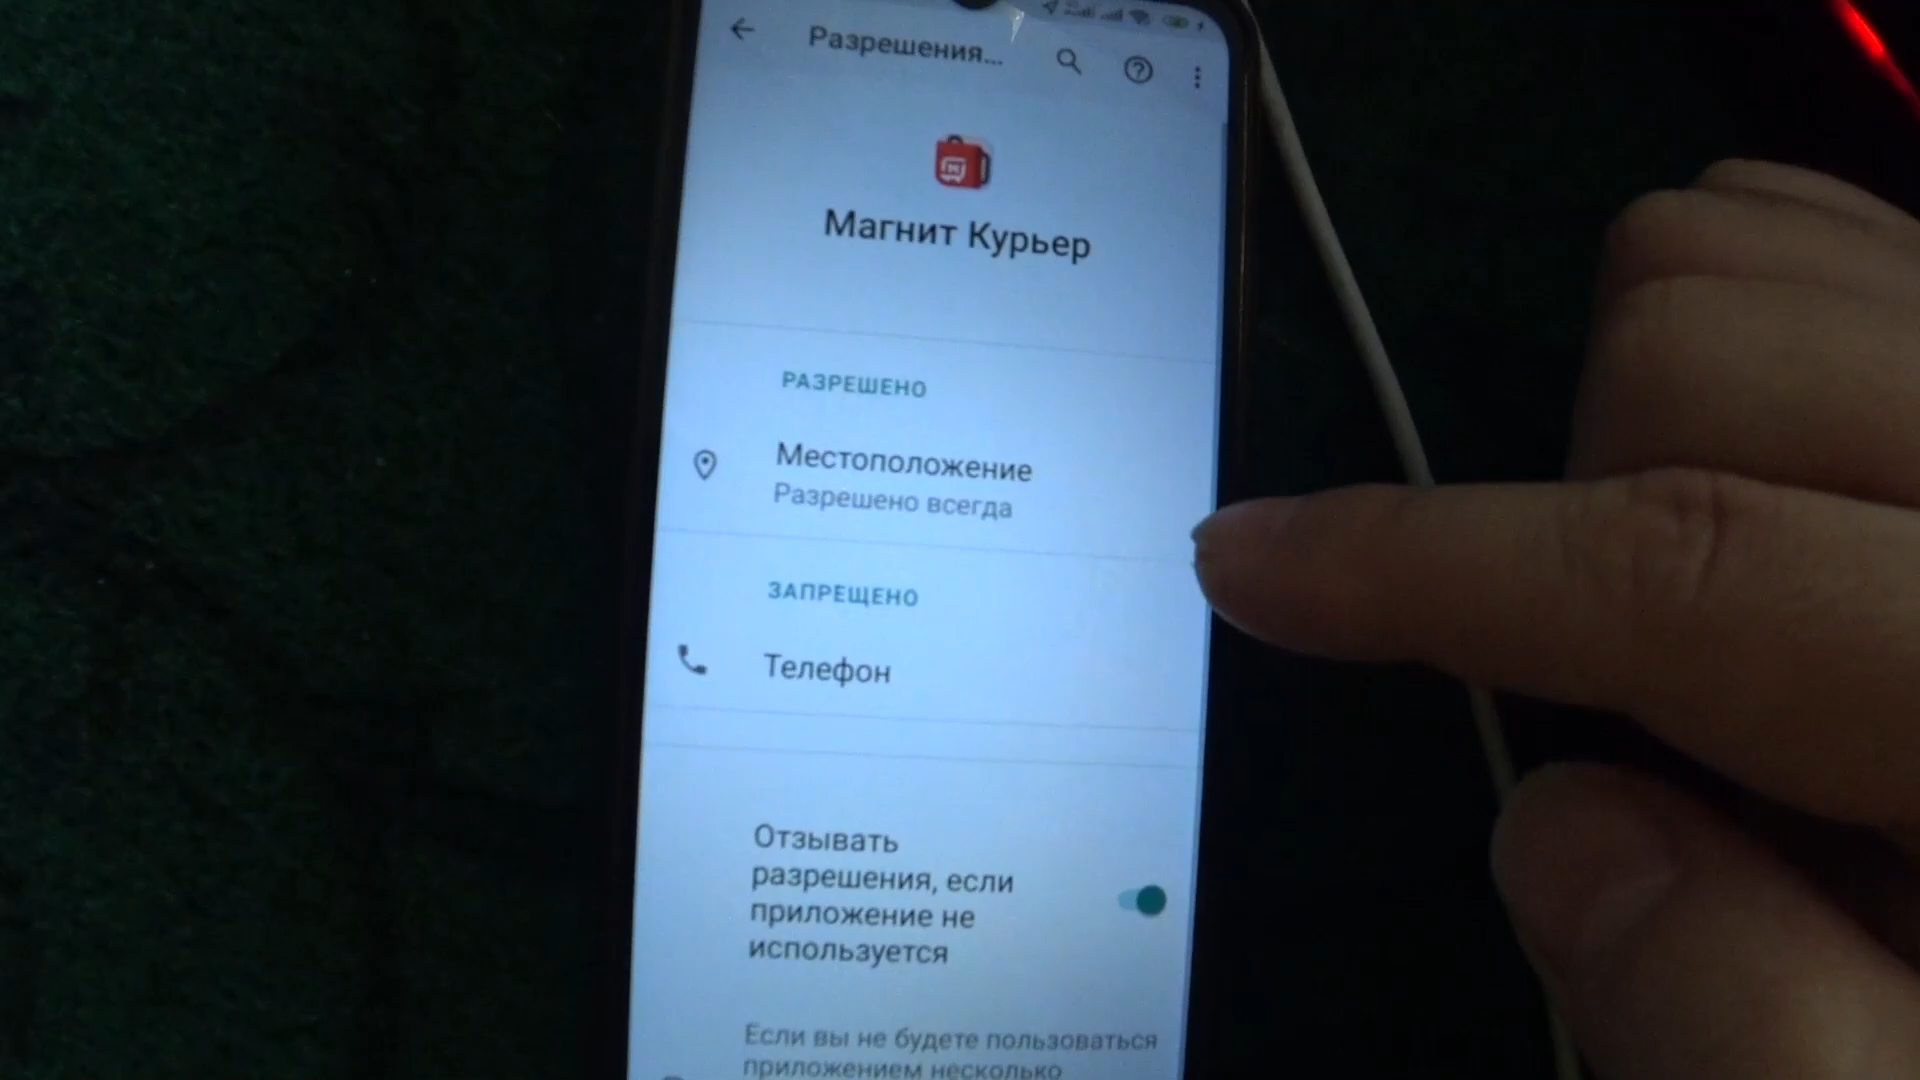 Разрешения...
Магнит Курьер
РАЗРЕШЕНО
Местоположение
Разрешено всегда
ЗАПРЕЩЕНО
Телефон
Отзывать
разрешения, если
приложение не
используется
Если вы не будете пользоваться
приложением несколько